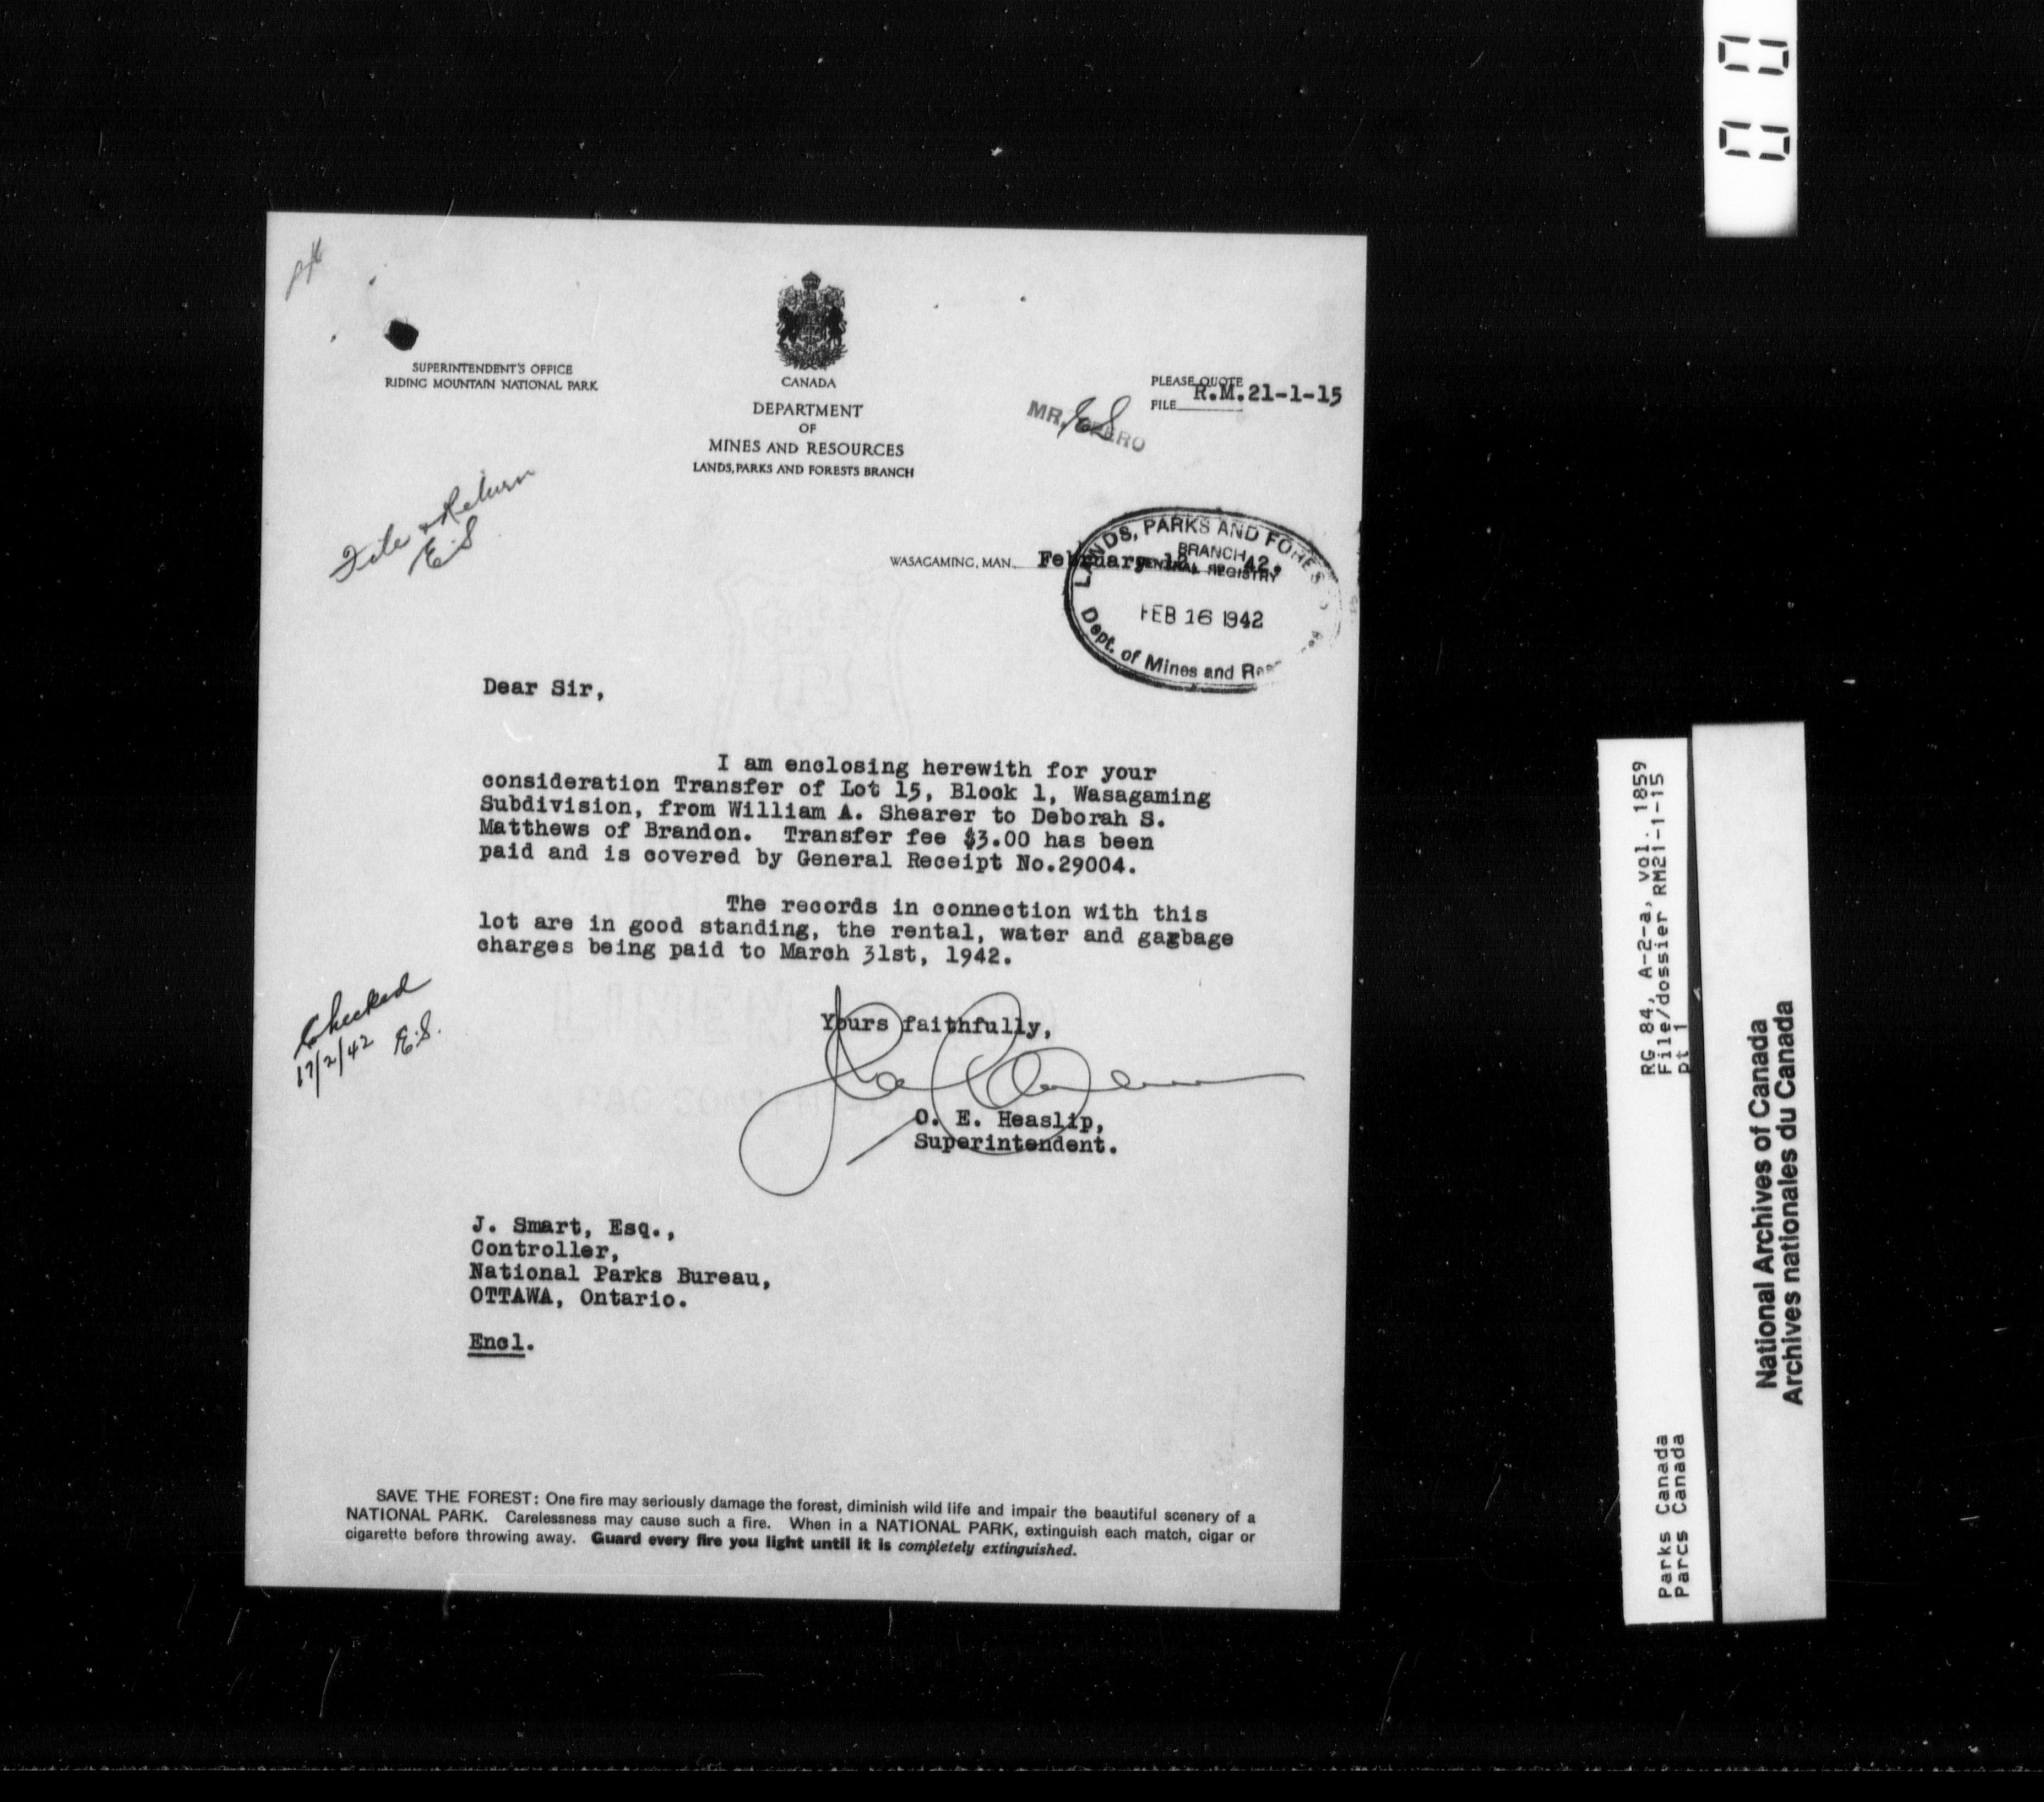 SUPERINTENDENT'S OFFICE
RIDING MOUNTAIN NATIONAL PARK
CANADA
DEPARTMENT
OF
MINES AND RESOURCES
LANDS, PARKS AND FORESTS BRANCH
PLEASE QUOTE
FILE R.M.21-1-15
MR. SPERO
ES
File & Return
E.S
WASAGAMING, MAN. February 12, 42.
LANDS, PARKS AND FORESTS
BRANCH
CENTRAL REGISTRY
FEB 16 1942
Dept. of Mines and Res
Dear Sir,
I am enclosing herewith for your
consideration Transfer of Lot 15, Block 1, Wasagaming
Subdivision, from William A. Shearer to Deborah S.
Matthews of Brandon. Transfer fee $3.00 has been
paid and is covered by General Receipt No.29004.
The records in connection with this
lot are in good standing, the rental, water and garbage
charges being paid to March 31st, 1942.
Checked
17/2/42 E.S.
Yours faithfully,
O. E. Heaslip,
Superintendent.
J. Smart, Esq.,
Controller,
National Parks Bureau,
OTTAWA, Ontario.
Encl.
SAVE THE FOREST: One fire may seriously damage the forest, diminish wild life and impair the beautiful scenery of a
NATIONAL PARK. Carelessness may cause such a fire. When in a NATIONAL PARK, extinguish each match, cigar or
cigarette before throwing away. Guard every fire you light until it is completely extinguished.
RG 84, A-2-a, vol. 1859
File/dossier RM21-1-15
pt 1
Parks Canada
Parcs Canada
National Archives of Canada
Archives nationales du Canada